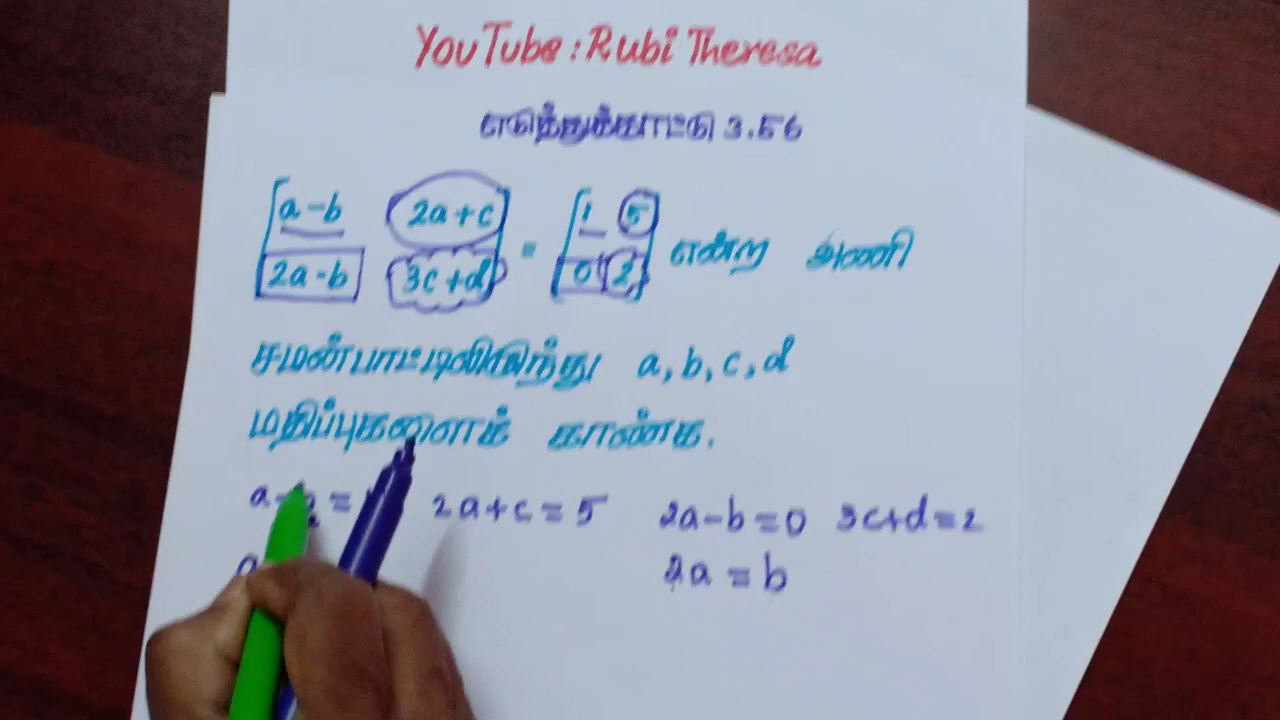 YouTube: Rubi Theresa
எடுத்துக்காட்டு 3.56
[a-b 2a+c] = [1 5] என்ற அணி
[2a-b 3c+d] [0 2]
சமன்பாட்டிலிருந்து a, b, c, d
மதிப்புகளைக் காண்க.
a-b = 2a+c=5 2a-b=0 3c+d=2
a 2a = b